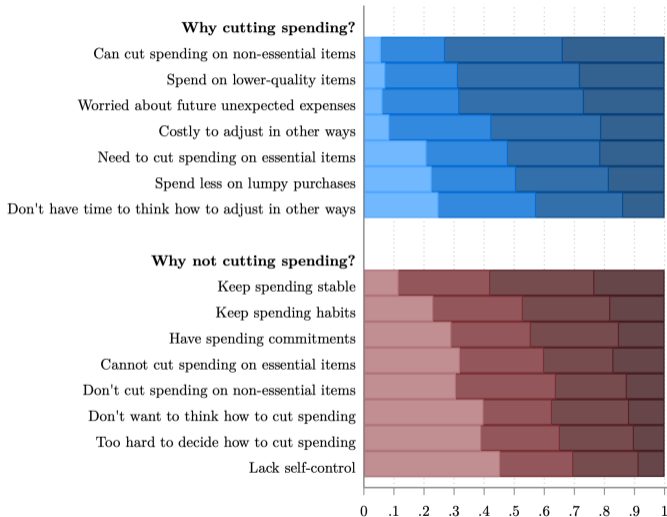 Why cutting spending?
Can cut spending on non-essential items
Spend on lower-quality items
Worried about future unexpected expenses
Costly to adjust in other ways
Need to cut spending on essential items
Spend less on lumpy purchases
Don't have time to think how to adjust in other ways
Why not cutting spending?
Keep spending stable
Keep spending habits
Have spending commitments
Cannot cut spending on essential items
Don't cut spending on non-essential items
Don't want to think how to cut spending
Too hard to decide how to cut spending
Lack self-control
0 .1 .2 .3 .4 .5 .6 .7 .8 .9 1